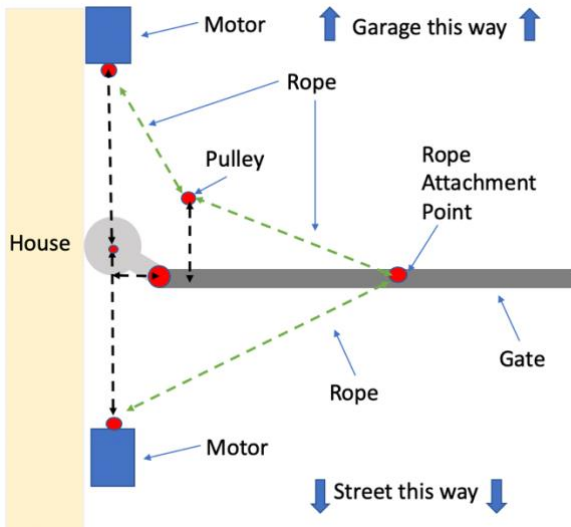 Motor
Garage this way
Rope
Pulley
Rope
Attachment
Point
House
Gate
Rope
Motor
Street this way